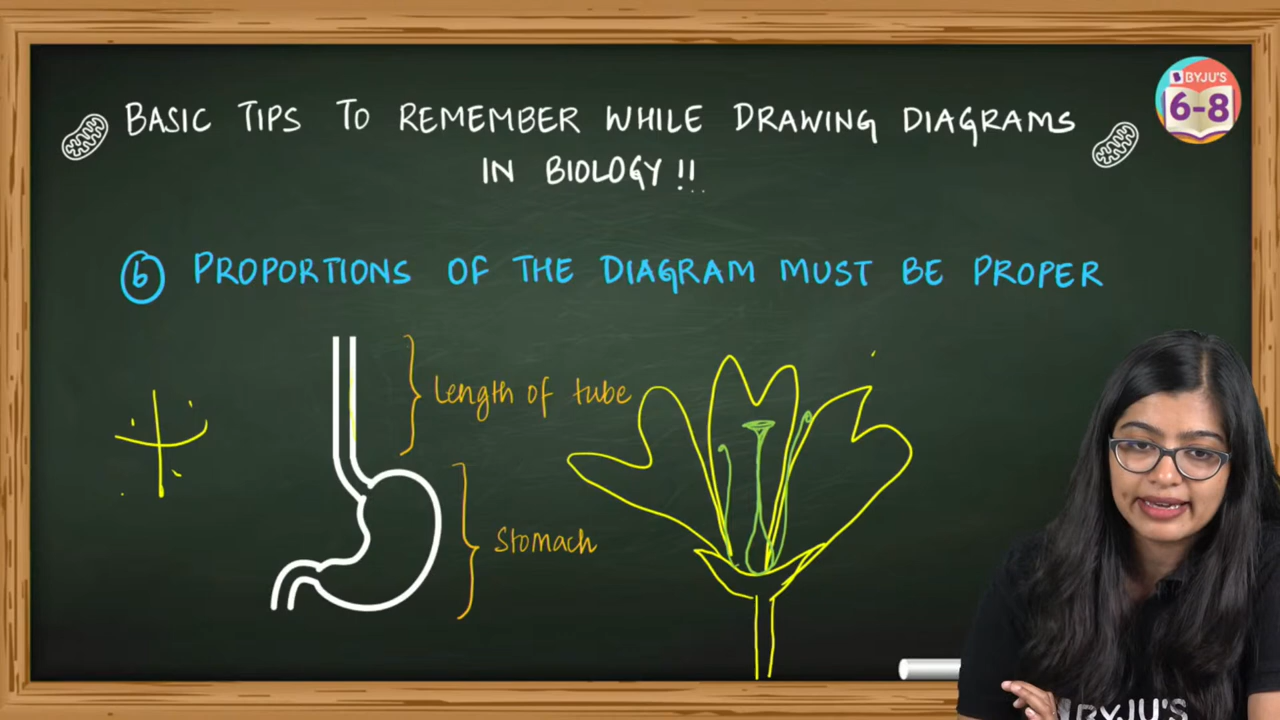 BASIC TIPS TO REMEMBER WHILE DRAWING DIAGRAMS
IN BIOLOGY!!...
BYJU'S
6-8
6 PROPORTIONS OF THE DIAGRAM MUST BE PROPER
length of tube
Stomach
BYJU'S